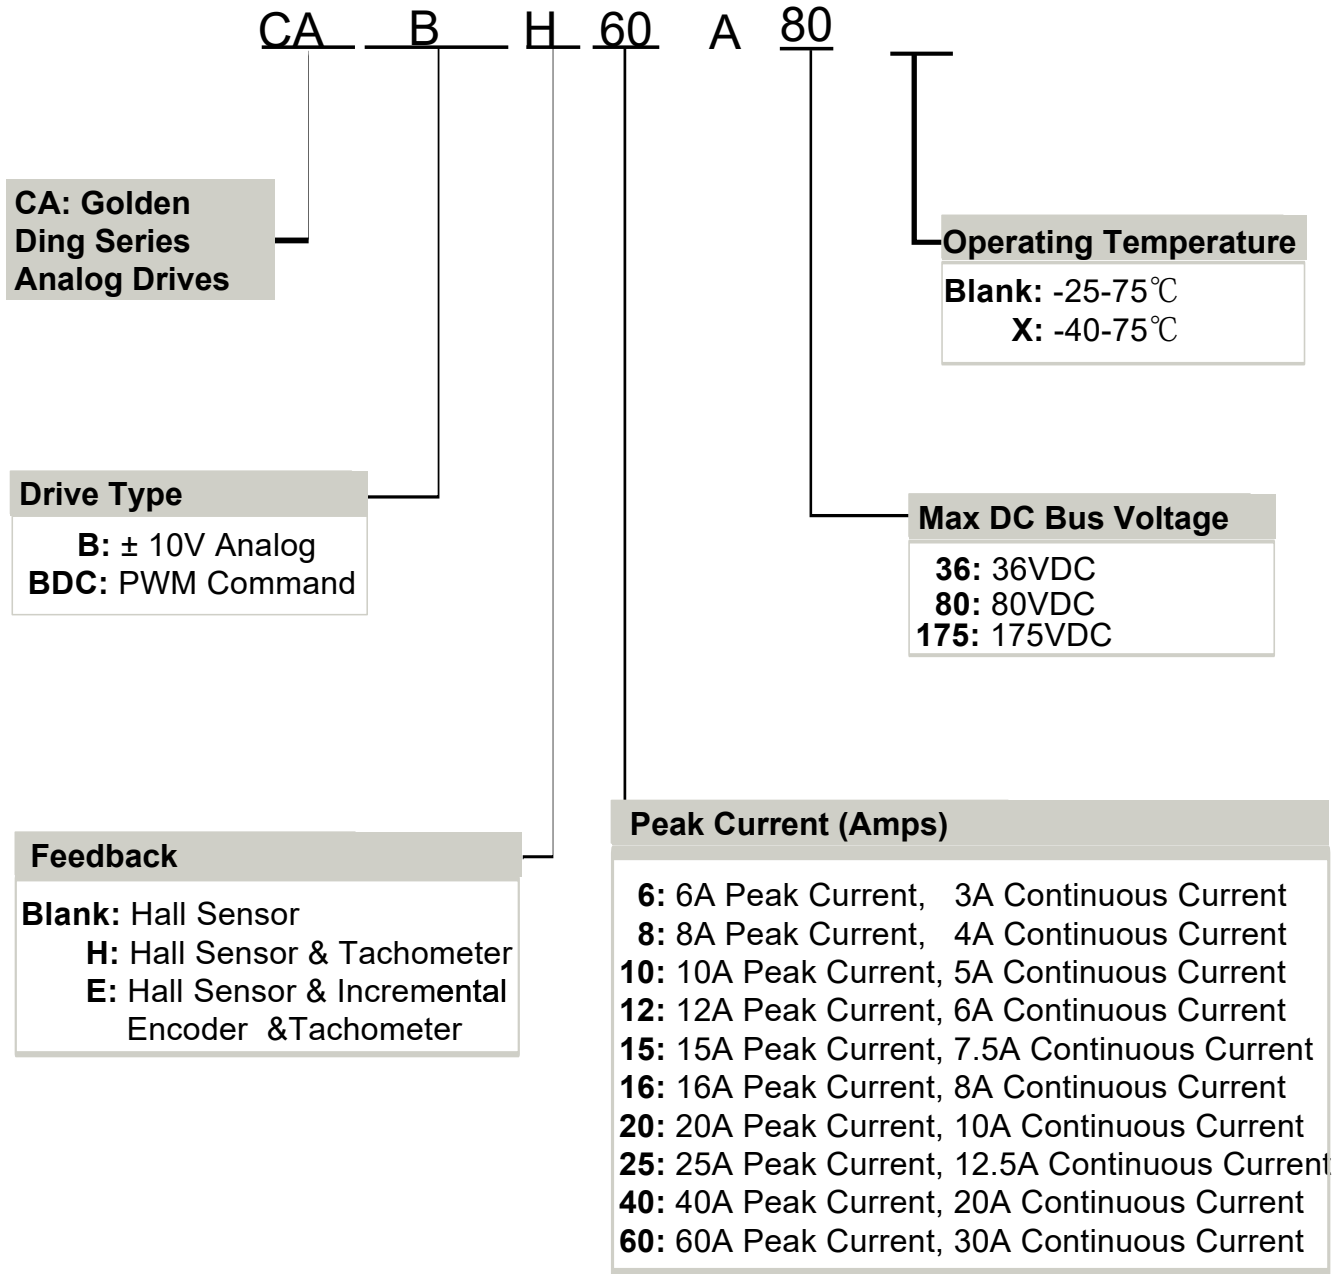 CA B H 60 A 80
CA: Golden
Ding Series
Analog Drives
Operating Temperature
Blank: -25-75℃
X: -40-75℃
Drive Type
B: ± 10V Analog
BDC: PWM Command
Max DC Bus Voltage
36: 36VDC
80: 80VDC
175: 175VDC
Feedback
Blank: Hall Sensor
H: Hall Sensor & Tachometer
E: Hall Sensor & Incremental
Encoder &Tachometer
Peak Current (Amps)
6: 6A Peak Current, 3A Continuous Current
8: 8A Peak Current, 4A Continuous Current
10: 10A Peak Current, 5A Continuous Current
12: 12A Peak Current, 6A Continuous Current
15: 15A Peak Current, 7.5A Continuous Current
16: 16A Peak Current, 8A Continuous Current
20: 20A Peak Current, 10A Continuous Current
25: 25A Peak Current, 12.5A Continuous Current
40: 40A Peak Current, 20A Continuous Current
60: 60A Peak Current, 30A Continuous Current